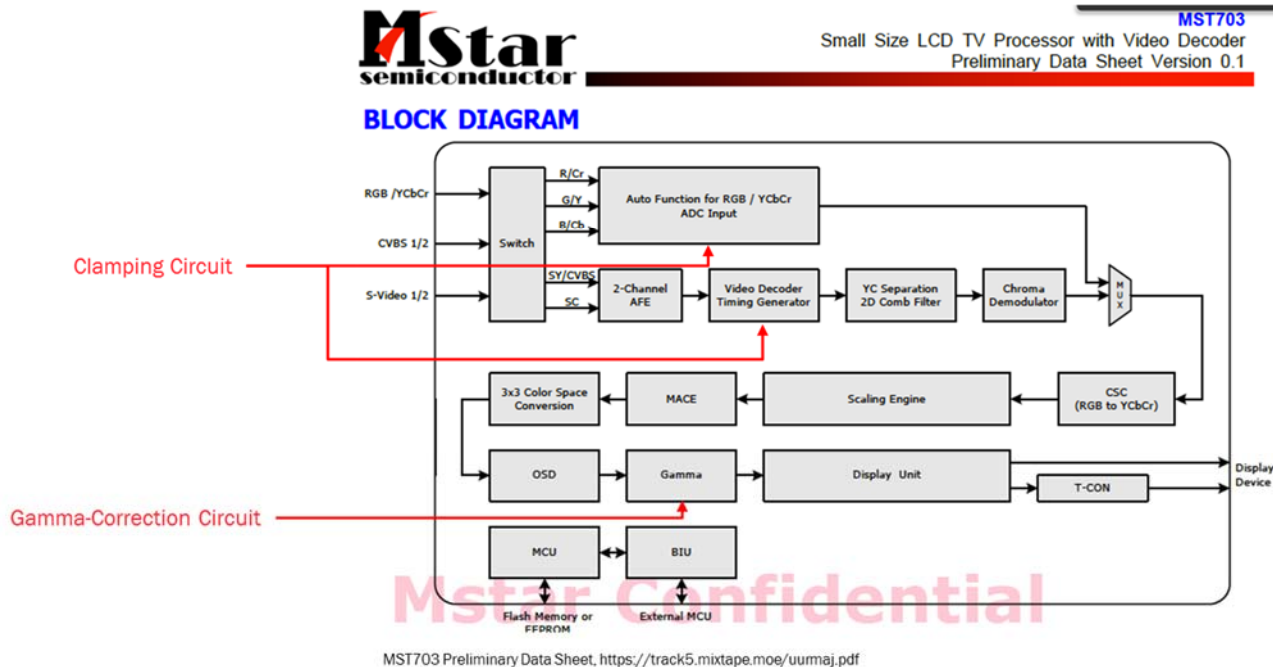 Mstar
semiconductor
MST703
Small Size LCD TV Processor with Video Decoder
Preliminary Data Sheet Version 0.1
BLOCK DIAGRAM
RGB /YCbCr
CVBS 1/2
S-Video 1/2
Switch
R/Cr
G/Y
B/Cb
SY/CVBS
SC
Auto Function for RGB / YCbCr
ADC Input
Clamping Circuit
2-Channel
AFE
Video Decoder
Timing Generator
YC Separation
2D Comb Filter
Chroma
Demodulator
MUX
3x3 Color Space
Conversion
MACE
Scaling Engine
CSC
(RGB to YCbCr)
OSD
Gamma
Display Unit
T-CON
Display
Device
Gamma-Correction Circuit
MCU
BIU
Mstar Confidential
Flash Memory or
EEPROM
External MCU
MST703 Preliminary Data Sheet, https://track5.mixtape.moe/uurmaj.pdf